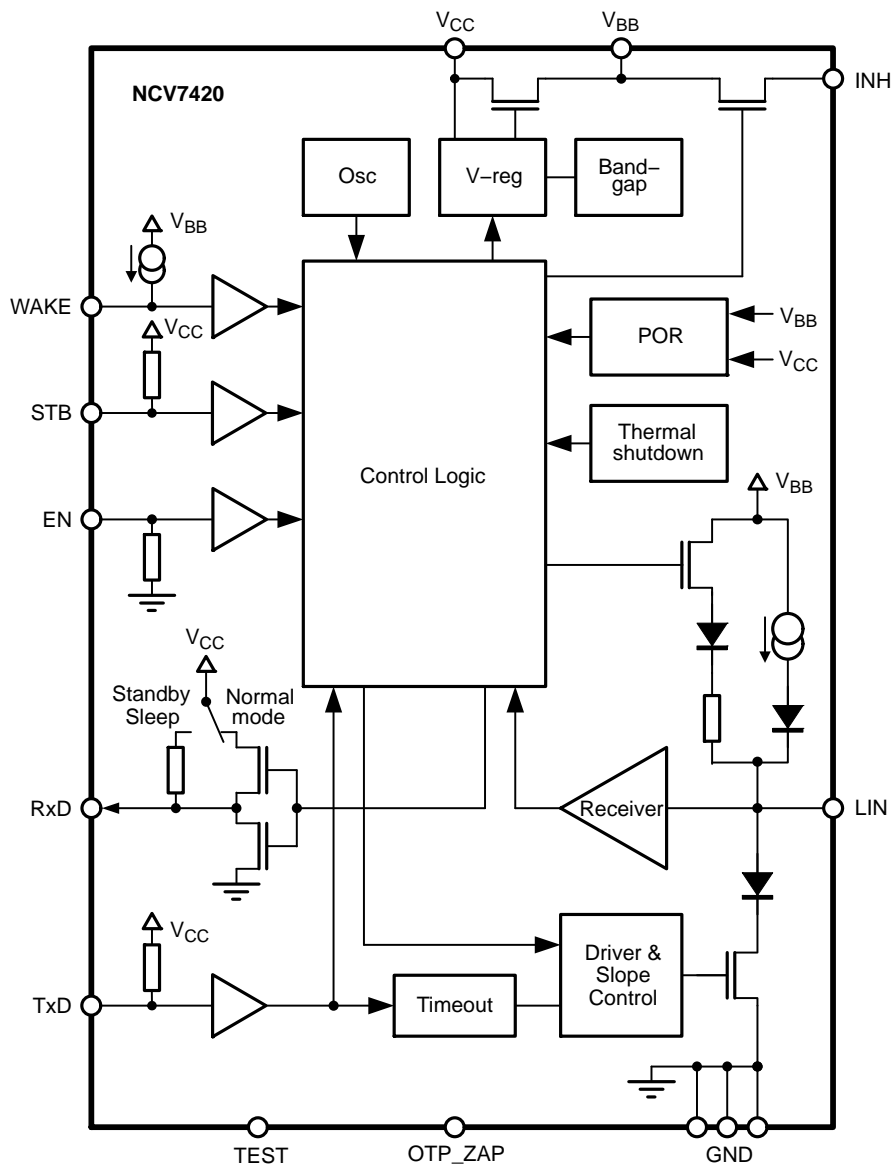 VCC
VBB
NCV7420
INH
Osc
V–reg
Band–
gap
VBB
WAKE
VCC
POR
VBB
VCC
STB
Thermal
shutdown
Control Logic
VBB
EN
VCC
Standby
Sleep
Normal
mode
RxD
Receiver
LIN
VCC
Driver &
Slope
Control
TxD
Timeout
TEST
OTP_ZAP
GND